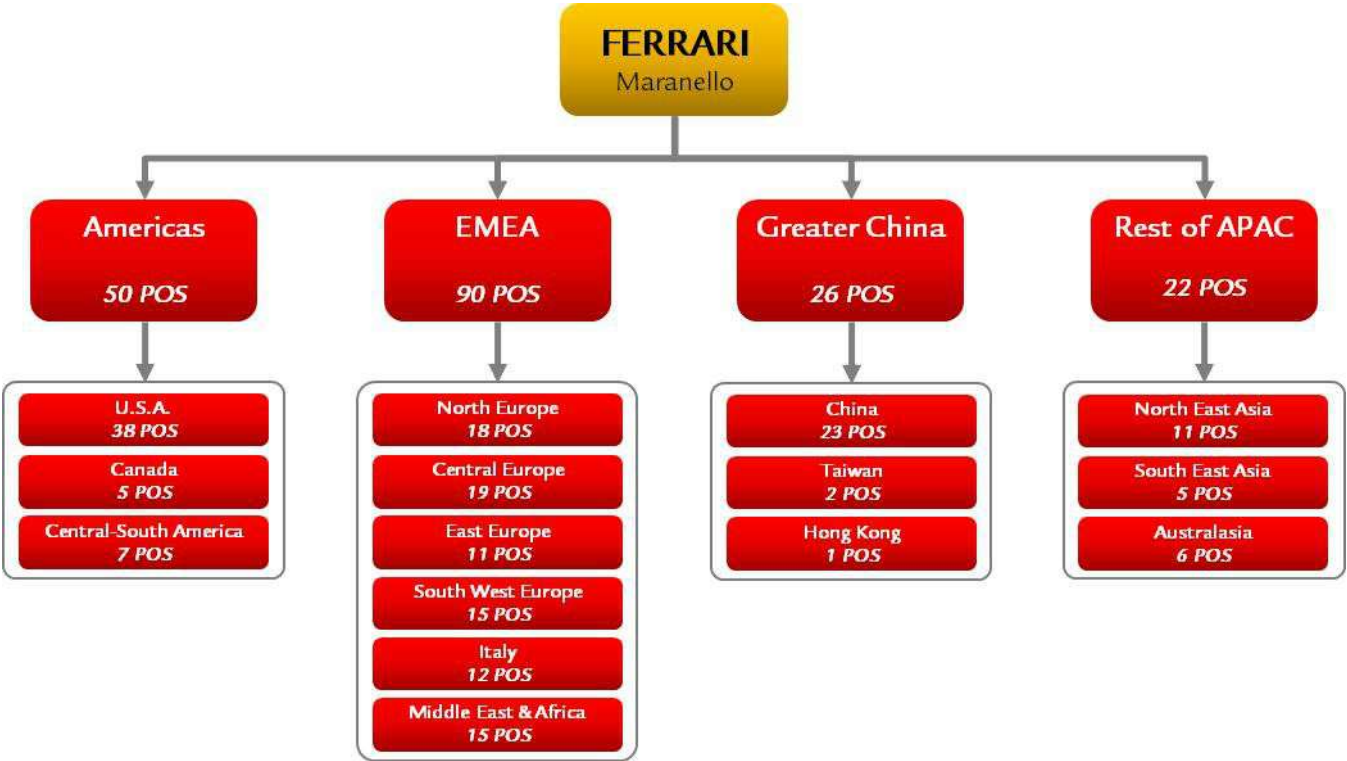 FERRARI
Maranello
Americas
50 POS
EMEA
90 POS
Greater China
26 POS
Rest of APAC
22 POS
U.S.A.
38 POS
Canada
5 POS
Central-South America
7 POS
North Europe
18 POS
Central Europe
19 POS
East Europe
11 POS
South West Europe
15 POS
Italy
12 POS
Middle East & Africa
15 POS
China
23 POS
Taiwan
2 POS
Hong Kong
1 POS
North East Asia
11 POS
South East Asia
5 POS
Australasia
6 POS